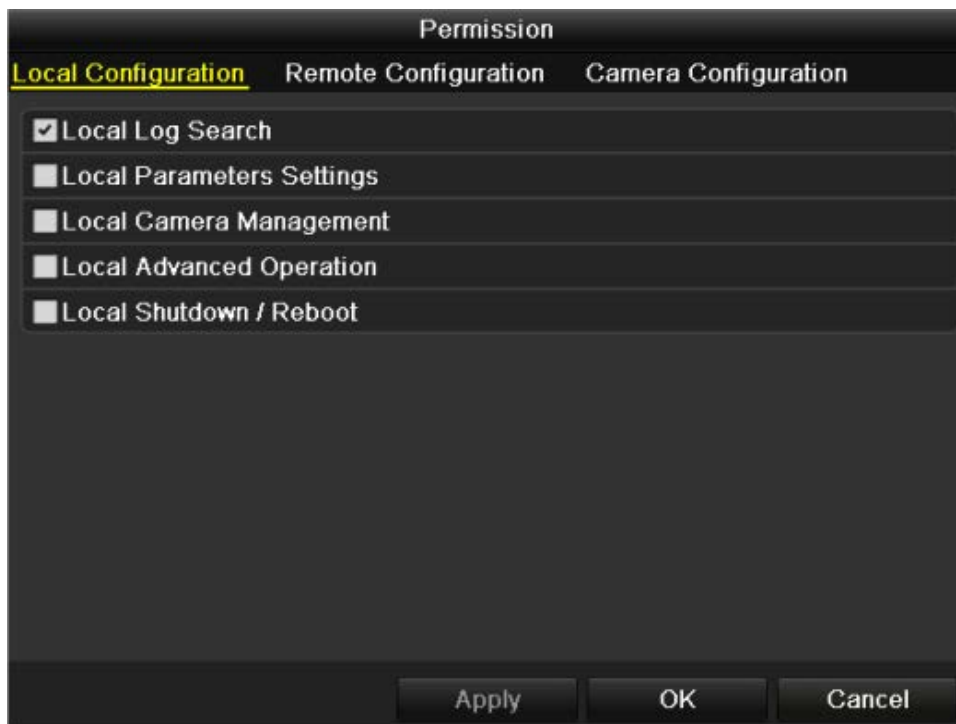 Permission
Local Configuration Remote Configuration Camera Configuration
Local Log Search
Local Parameters Settings
Local Camera Management
Local Advanced Operation
Local Shutdown / Reboot
Apply OK Cancel